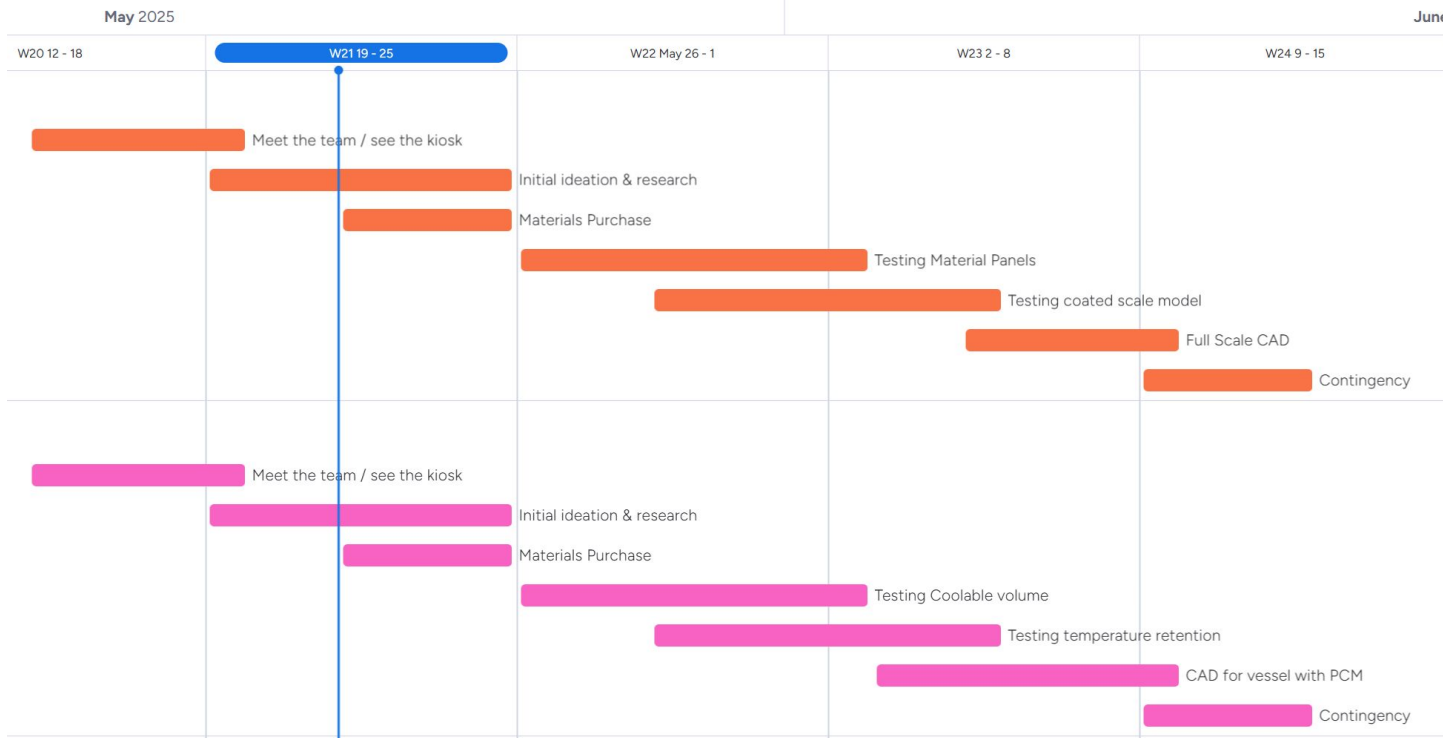 May 2025
June
W20 12 - 18
W21 19 - 25
W22 May 26 - 1
W23 2 - 8
W24 9 - 15
Meet the team / see the kiosk
Initial ideation & research
Materials Purchase
Testing Material Panels
Testing coated scale model
Full Scale CAD
Contingency
Meet the team / see the kiosk
Initial ideation & research
Materials Purchase
Testing Coolable volume
Testing temperature retention
CAD for vessel with PCM
Contingency